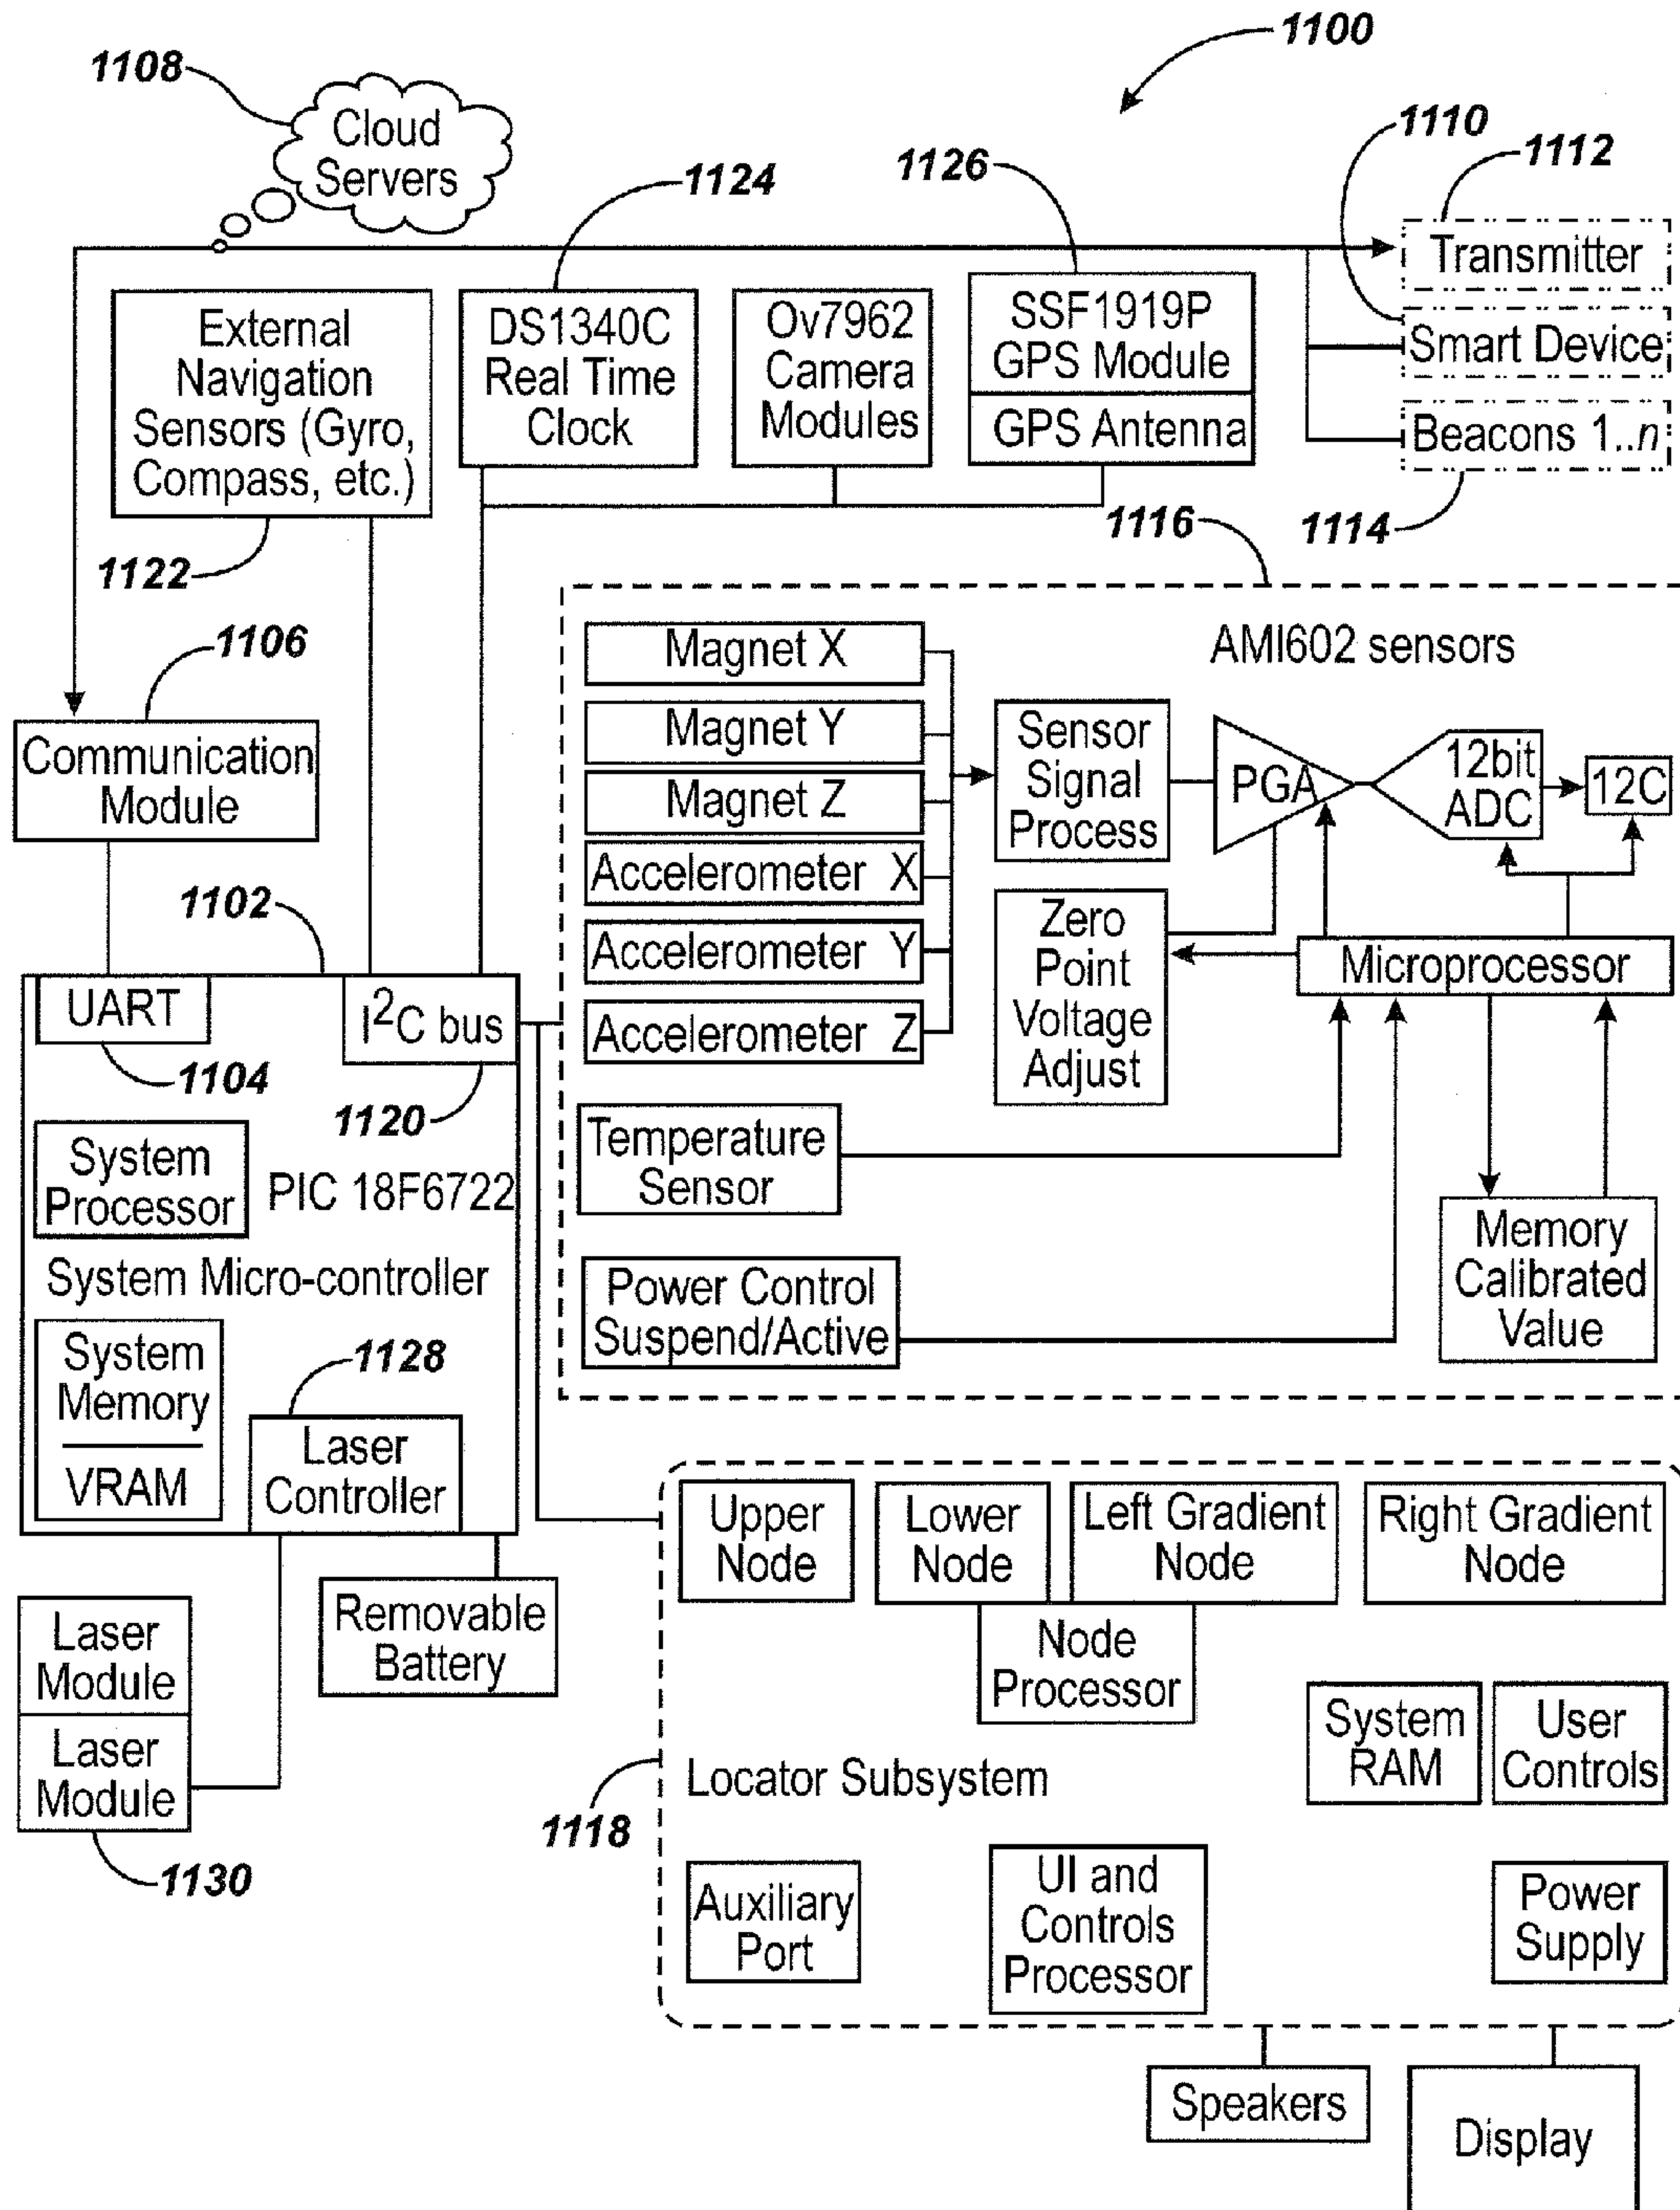 1100
1108
Cloud
Servers
1110
1112
1124
1126
Transmitter
External
Navigation
Sensors (Gyro,
Compass, etc.)
DS1340C
Real Time
Clock
Ov7962
Camera
Modules
SSF1919P
GPS Module
GPS Antenna
Smart Device
Beacons 1..n
1122
1116
1114
1106
Communication
Module
AMI602 sensors
Magnet X
Magnet Y
Magnet Z
Accelerometer X
Accelerometer Y
Accelerometer Z
Sensor
Signal
Process
PGA
12bit
ADC
12C
Zero
Point
Voltage
Adjust
Microprocessor
1102
UART
I²C bus
1104
1120
System
Processor
PIC 18F6722
System Micro-controller
Temperature
Sensor
Power Control
Suspend/Active
Memory
Calibrated
Value
System
Memory
VRAM
1128
Laser
Controller
Upper
Node
Lower
Node
Left Gradient
Node
Right Gradient
Node
Node
Processor
Laser
Module
Laser
Module
Removable
Battery
System
RAM
User
Controls
Locator Subsystem
1118
1130
Auxiliary
Port
UI and
Controls
Processor
Power
Supply
Speakers
Display